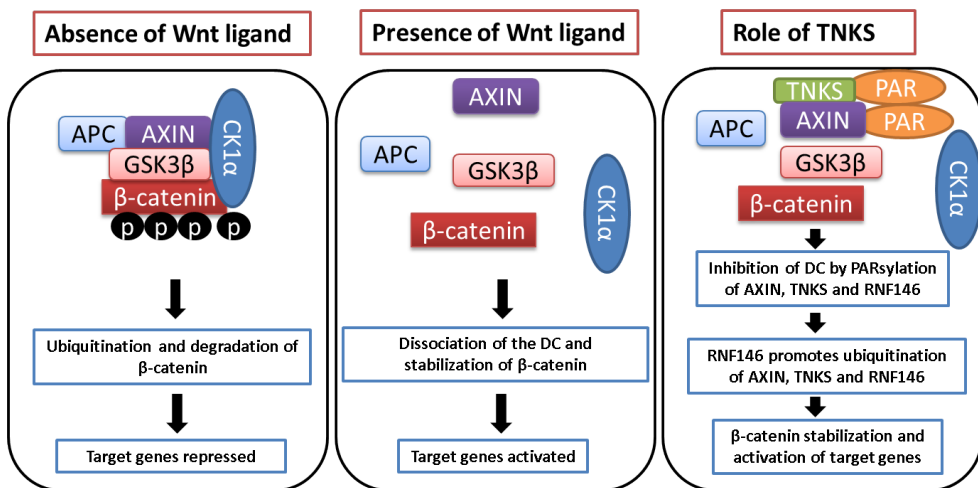 Absence of Wnt ligand
APC
AXIN
CK1α
GSK3β
β-catenin
p p p p
Ubiquitination and degradation of
β-catenin
Target genes repressed
Presence of Wnt ligand
AXIN
APC
GSK3β
CK1α
β-catenin
Dissociation of the DC and
stabilization of β-catenin
Target genes activated
Role of TNKS
TNKS
PAR
APC
AXIN
PAR
GSK3β
CK1α
β-catenin
Inhibition of DC by PARsylation
of AXIN, TNKS and RNF146
RNF146 promotes ubiquitination
of AXIN, TNKS and RNF146
β-catenin stabilization and
activation of target genes